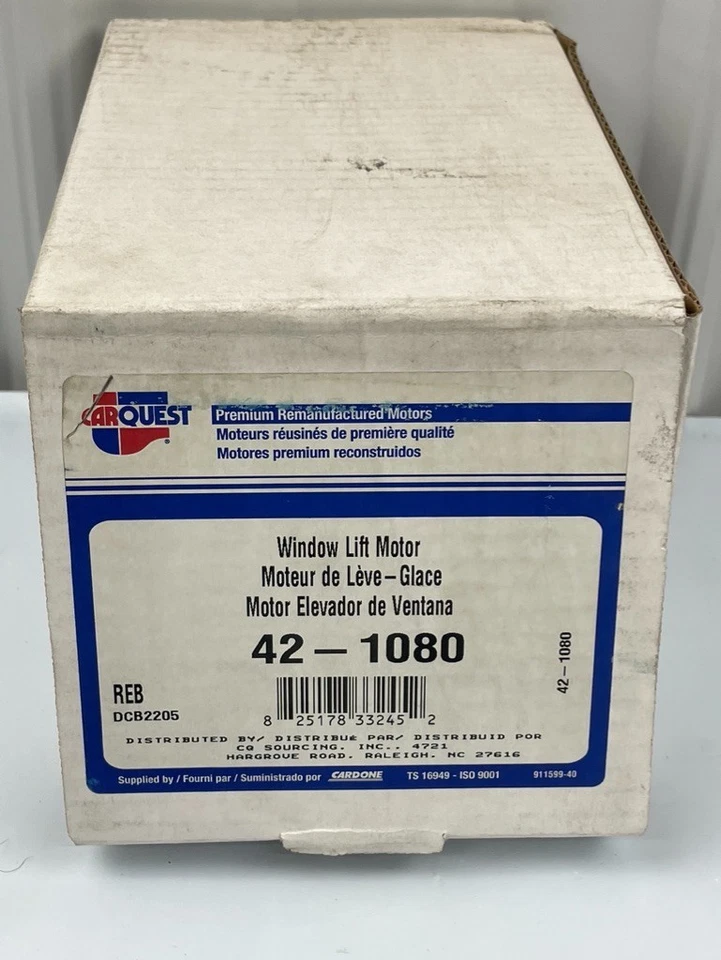 CARQUEST
Premium Remanufactured Motors
Moteurs réusinés de première qualité
Motores premium reconstruidos
Window Lift Motor
Moteur de Lève-Glace
Motor Elevador de Ventana
42-1080
42-1080
REB
DCB2205
8 25178 33245 2
DISTRIBUTED BY/ DISTRIBUÉ PAR/ DISTRIBUID POR
CQ SOURCING, INC., 4721
HARGROVE ROAD, RALEIGH, NC 27616
Supplied by / Fourni par / Suministrado por CARDONE TS 16949 - ISO 9001 911599-40